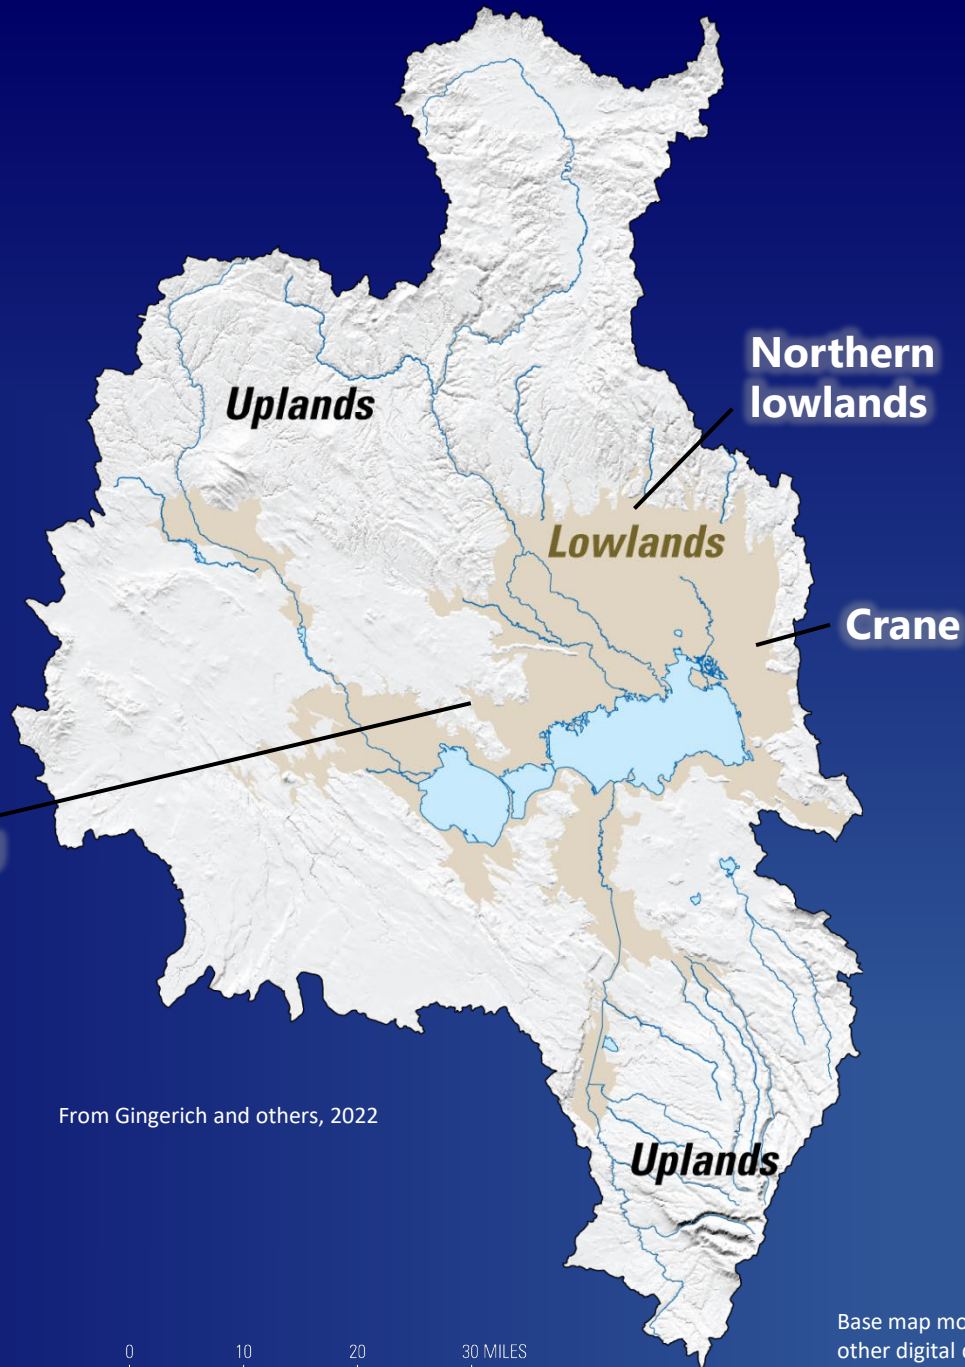 Northern
lowlands
Uplands
Lowlands
Crane
From Gingerich and others, 2022
Uplands
Base map mo
other digital
0 10 20 30 MILES